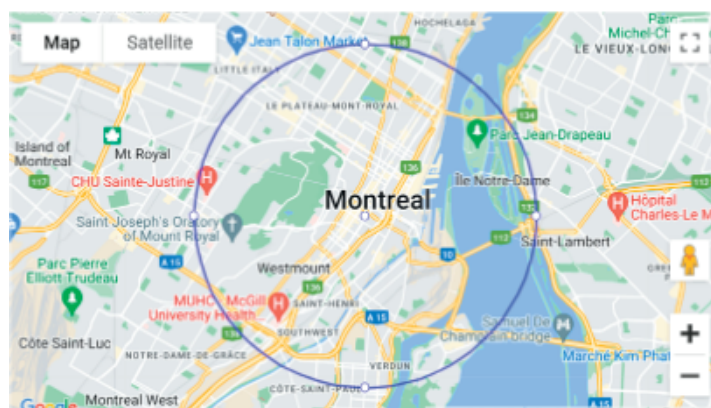 HOCHELAGA
Map
Satellite
Jean Talon Market
138
Parc
Michel-Ch
LE VIEUX-LON
LITTLE ITALY
LE PLATEAU-MONT-ROYAL
134
Parc Jean-Drapeau
Island of
Montreal
Mt Royal
136
117
CHU Sainte-Justine
Île Notre-Dame
Montreal
Hôpital
Charles-Le M
132
Saint Joseph's Oratory
of Mount Royal
112
Saint-Lambert
10
A 15
Parc Pierre
Elliott-Trudeau
Westmount
136
MUHC - McGill
University Health...
SAINT-HENRI
A 15
SOUTHWEST
Samuel De
Champlain bridge
Côte Saint-Luc
NOTRE-DAME-DE-GRÂCE
Marché Kim Phat
VERDUN
CÔTE-SAINT-PAUL
Montreal West
Google